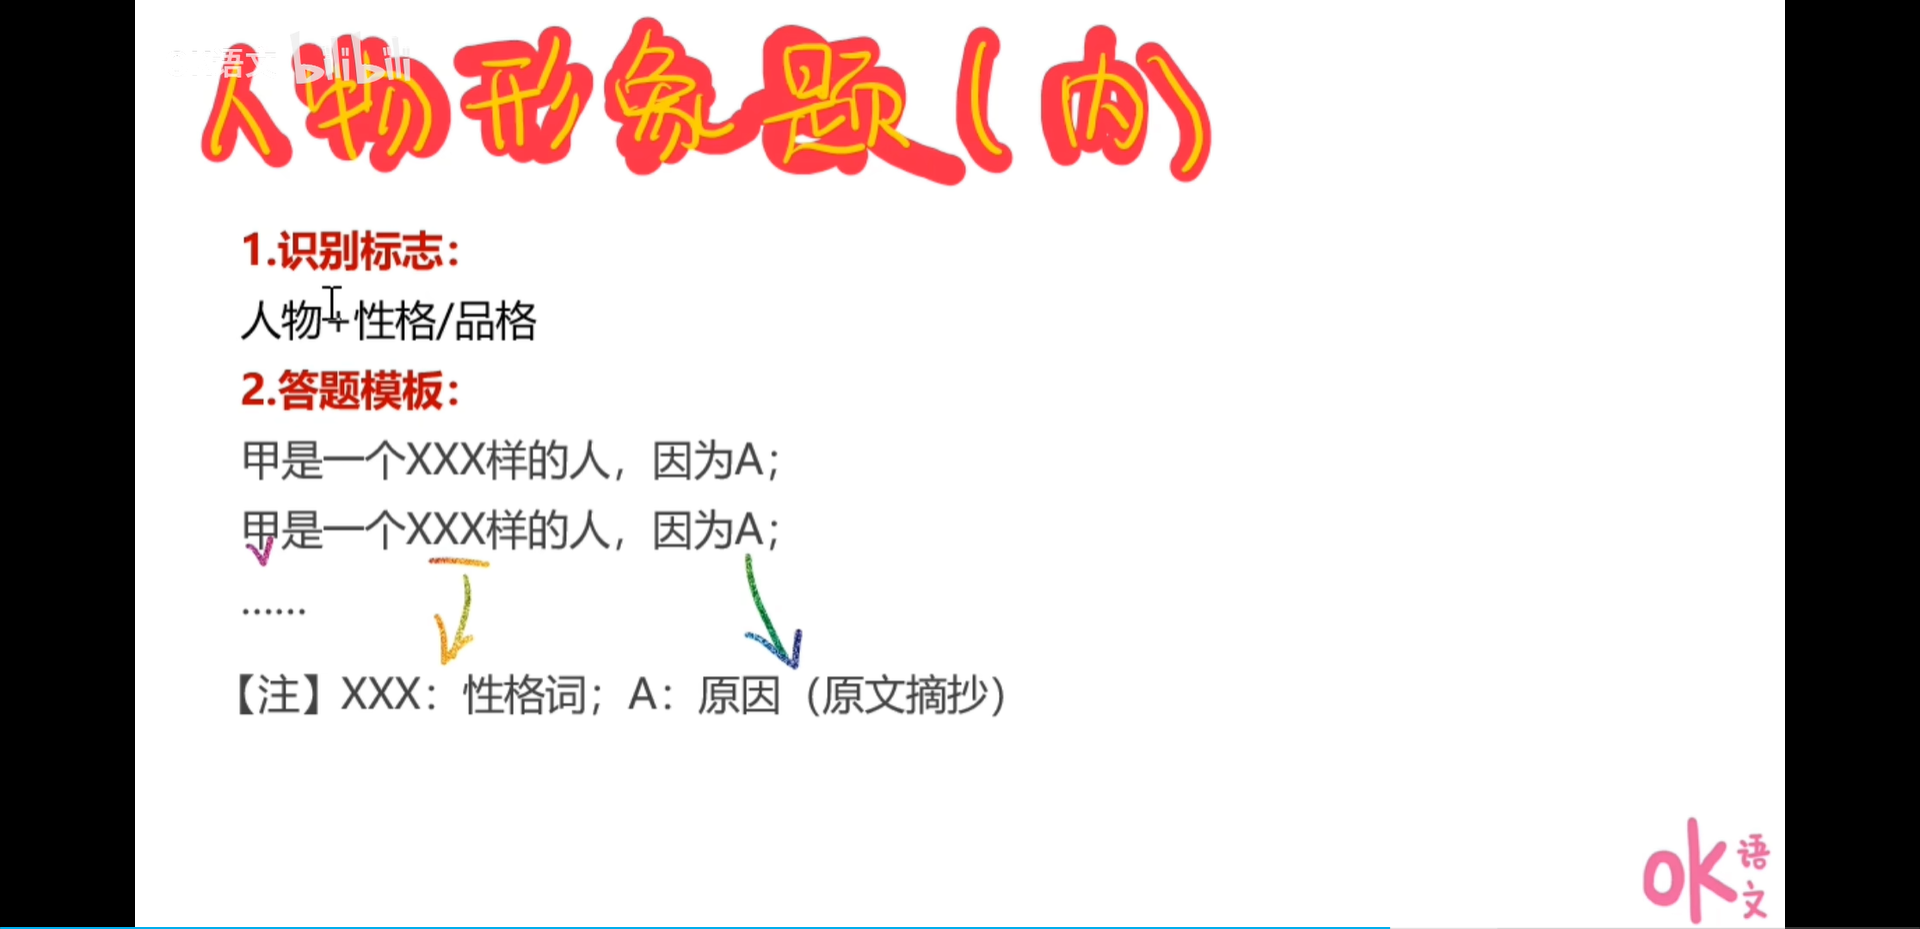 语文 bilibili
人物形象题(内)
1.识别标志：
人物+性格/品格
2.答题模板：
甲是一个XXX样的人，因为A；
甲是一个XXX样的人，因为A；
……
【注】XXX：性格词；A：原因（原文摘抄）
ok语文